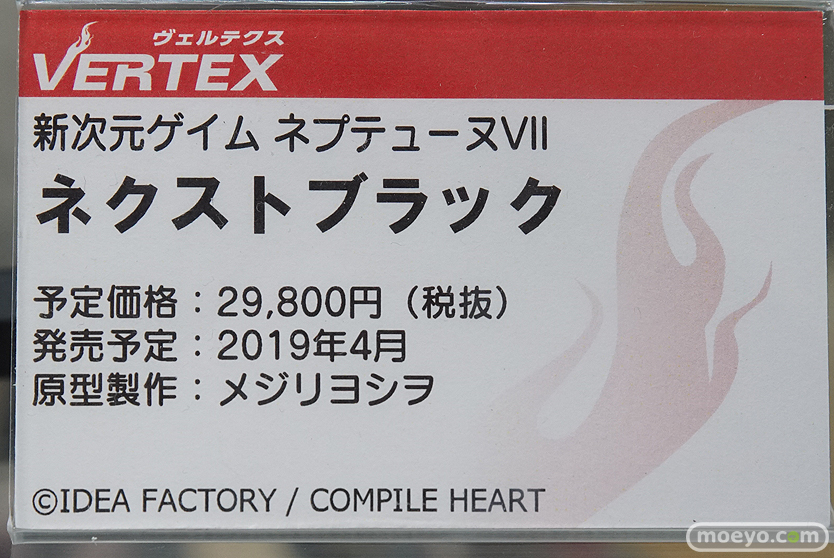 ヴェルテクス
VERTEX
新次元ゲイム ネプテューヌVII
ネクストブラック
予定価格：29,800円（税抜）
発売予定：2019年4月
原型製作：メジリヨシヲ
©IDEA FACTORY / COMPILE HEART
moeyo.com